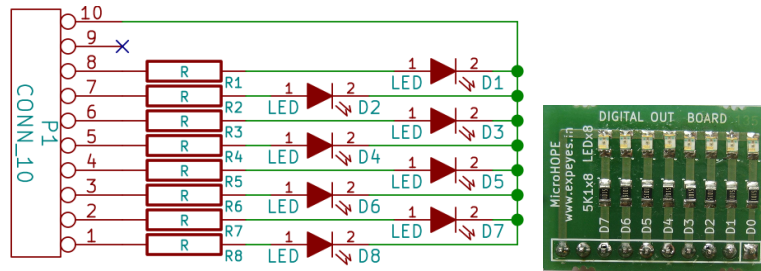 10
9
8 R R1 1 LED 2 D1
7 R R2 1 LED 2 D2
6 R R3 1 LED 2 D3
5 R R4 1 LED 2 D4
4 R R5 1 LED 2 D5
3 R R6 1 LED 2 D6
2 R R7 1 LED 2 D7
1 R R8 1 LED 2 D8
P1
CONN_10
DIGITAL OUT BOARD
MicroHOPE
www.expeyes.in
5K1x8 LEDx8
D7 D6 D5 D4 D3 D2 D1 D0